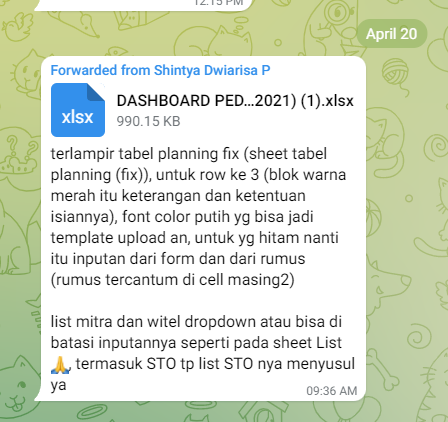 12:15 PM
April 20
Forwarded from Shintya Dwiarisa P
xlsx
DASHBOARD PED...2021) (1).xlsx
990.15 KB
terlampir tabel planning fix (sheet tabel
planning (fix)), untuk row ke 3 (blok warna
merah itu keterangan dan ketentuan
isiannya), font color putih yg bisa jadi
template upload an, untuk yg hitam nanti
itu inputan dari form dan dari rumus
(rumus tercantum di cell masing2)
list mitra dan witel dropdown atau bisa di
batasi inputannya seperti pada sheet List
🙏, termasuk STO tp list STO nya menyusul
ya
09:36 AM